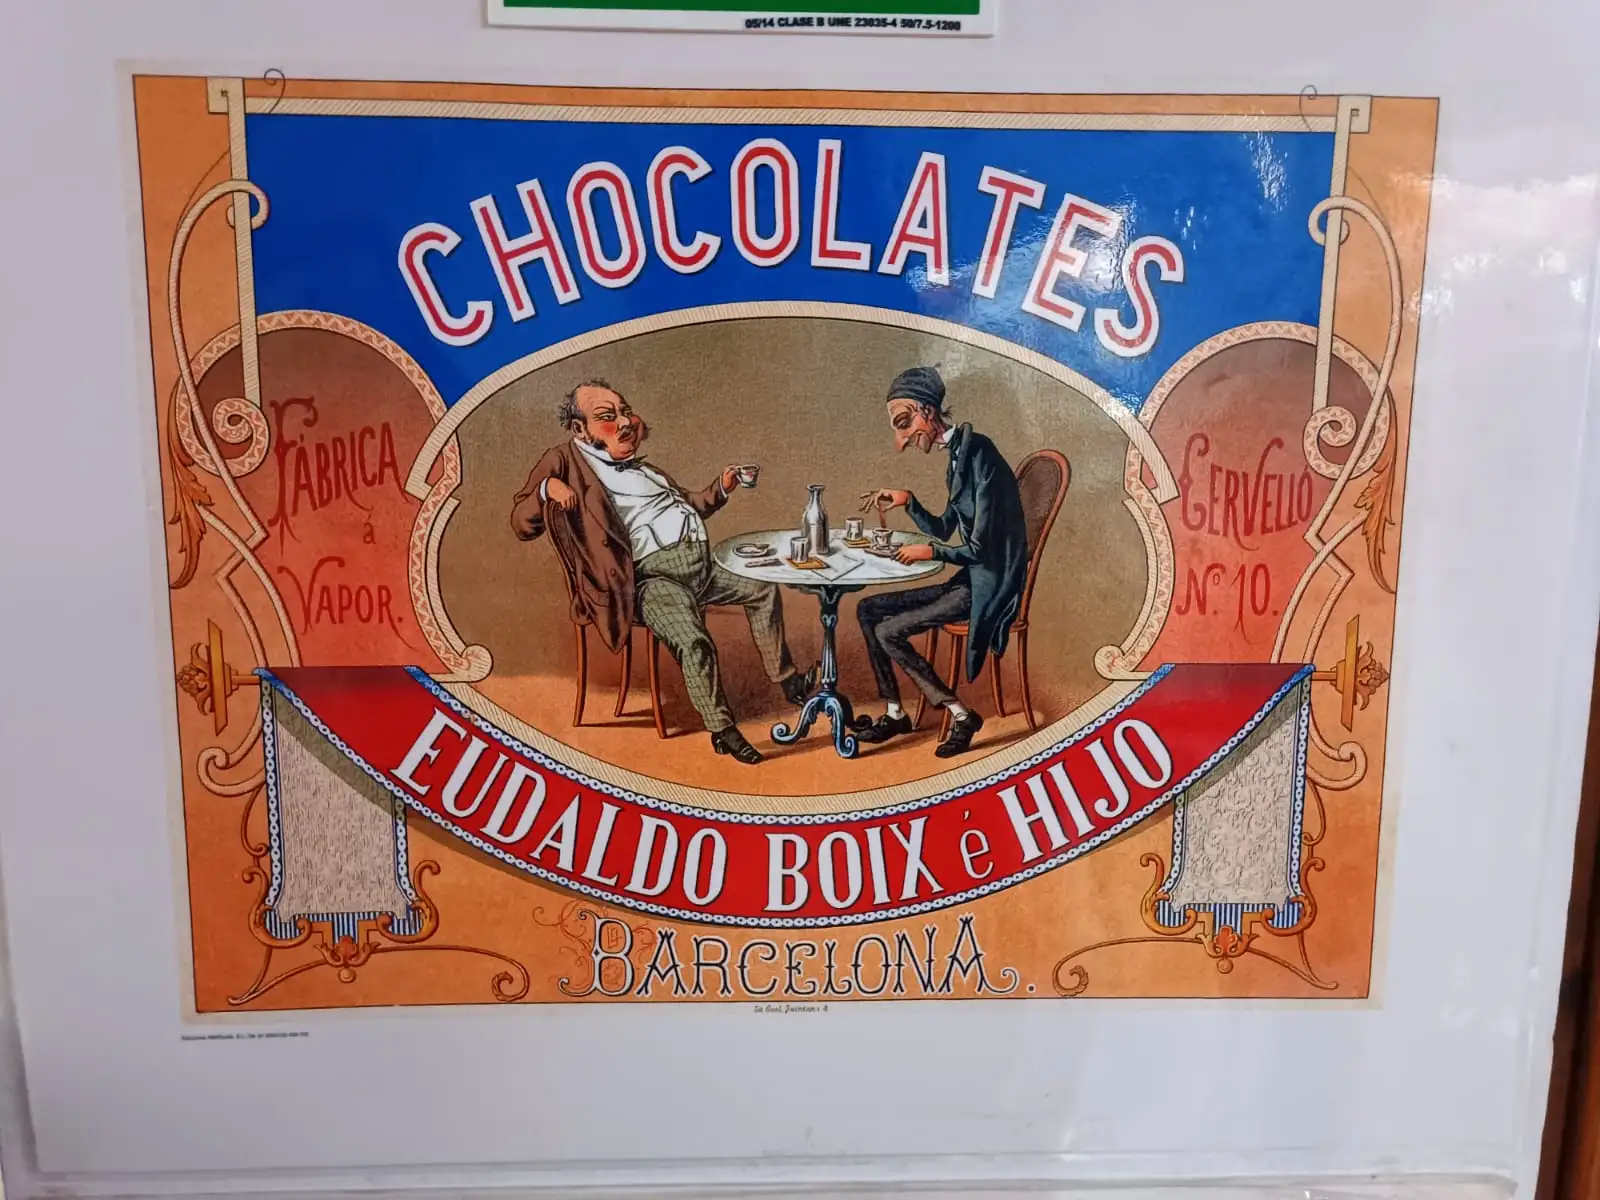 05/14 CLASE B UNE 23035-4 50/7.5-1200
CHOCOLATES
FÁBRICA
à
VAPOR.
CERVELLÓ
Nº. 10.
EUDALDO BOIX é HIJO
BARCELONA.